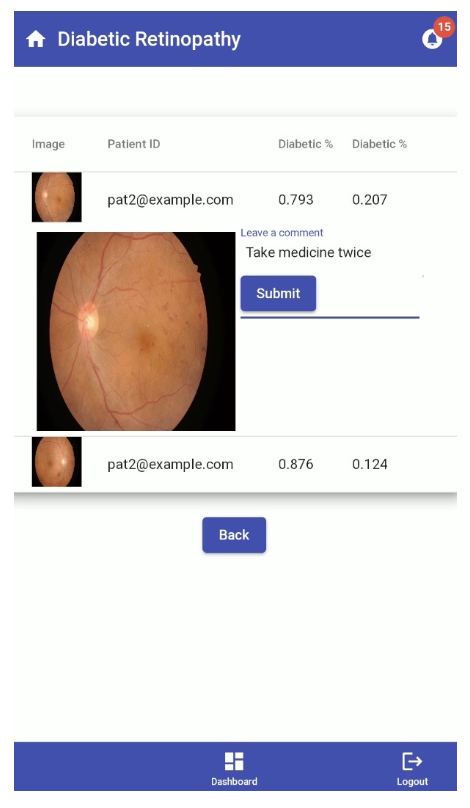 Diabetic Retinopathy
15
Image Patient ID Diabetic % Diabetic %
pat2@example.com 0.793 0.207
Leave a comment
Take medicine twice
Submit
pat2@example.com 0.876 0.124
Back
Dashboard Logout